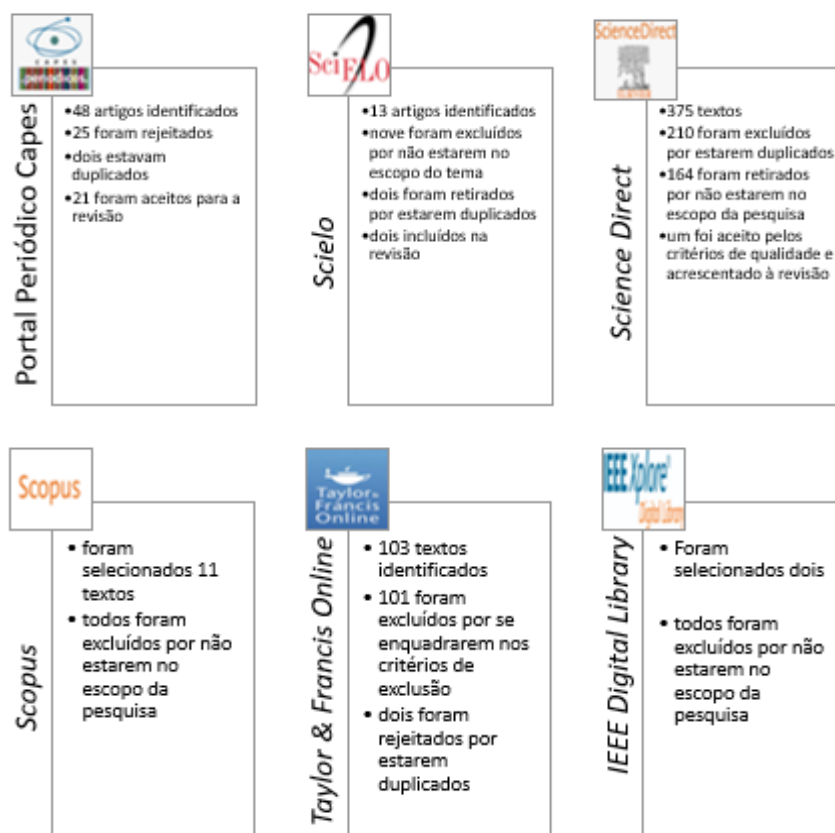 CAPES
.periodicos.
Portal Periódico Capes
•48 artigos identificados
•25 foram rejeitados
•dois estavam
duplicados
•21 foram aceitos para a
revisão
SciELO
Scielo
•13 artigos identificados
•nove foram excluídos
por não estarem no
escopo do tema
•dois foram retirados
por estarem duplicados
•dois incluídos na
revisão
ScienceDirect
ELSEVIER
Science Direct
•375 textos
•210 foram excluídos
por estarem duplicados
•164 foram retirados
por não estarem no
escopo da pesquisa
•um foi aceito pelos
critérios de qualidade e
acrescentado à revisão
Scopus
Scopus
• foram
selecionados 11
textos
• todos foram
excluídos por não
estarem no
escopo da
pesquisa
Taylor &
Francis
Online
Taylor & Francis Online
• 103 textos
identificados
• 101 foram
excluídos por se
enquadrarem nos
critérios de
exclusão
• dois foram
rejeitados por
estarem
duplicados
IEEE Xplore
Digital Library
IEEE Digital Library
• Foram
selecionados dois
• todos foram
excluídos por não
estarem no
escopo da
pesquisa